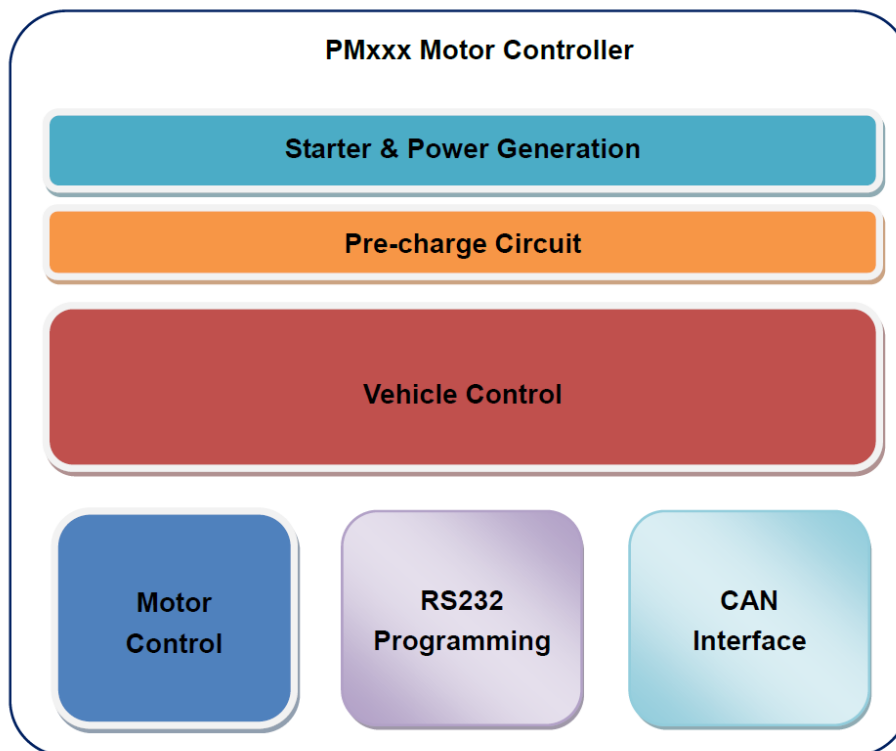 PMxxx Motor Controller
Starter & Power Generation
Pre-charge Circuit
Vehicle Control
Motor
Control
RS232
Programming
CAN
Interface